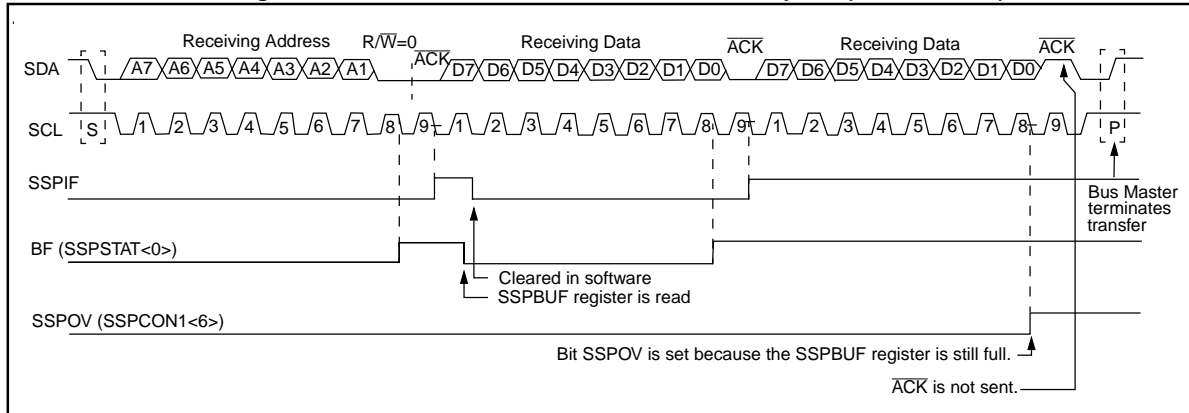 Receiving Address R/W̅=0 Receiving Data A̅C̅K̅ Receiving Data A̅C̅K̅
A̅C̅K̅
SDA A7 A6 A5 A4 A3 A2 A1 D7 D6 D5 D4 D3 D2 D1 D0 D7 D6 D5 D4 D3 D2 D1 D0
SCL S 1 2 3 4 5 6 7 8 9 1 2 3 4 5 6 7 8 9 1 2 3 4 5 6 7 8 9 P
SSPIF
Bus Master
terminates
transfer
BF (SSPSTAT<0>)
Cleared in software
SSPBUF register is read
SSPOV (SSPCON1<6>)
Bit SSPOV is set because the SSPBUF register is still full.
A̅C̅K̅ is not sent.